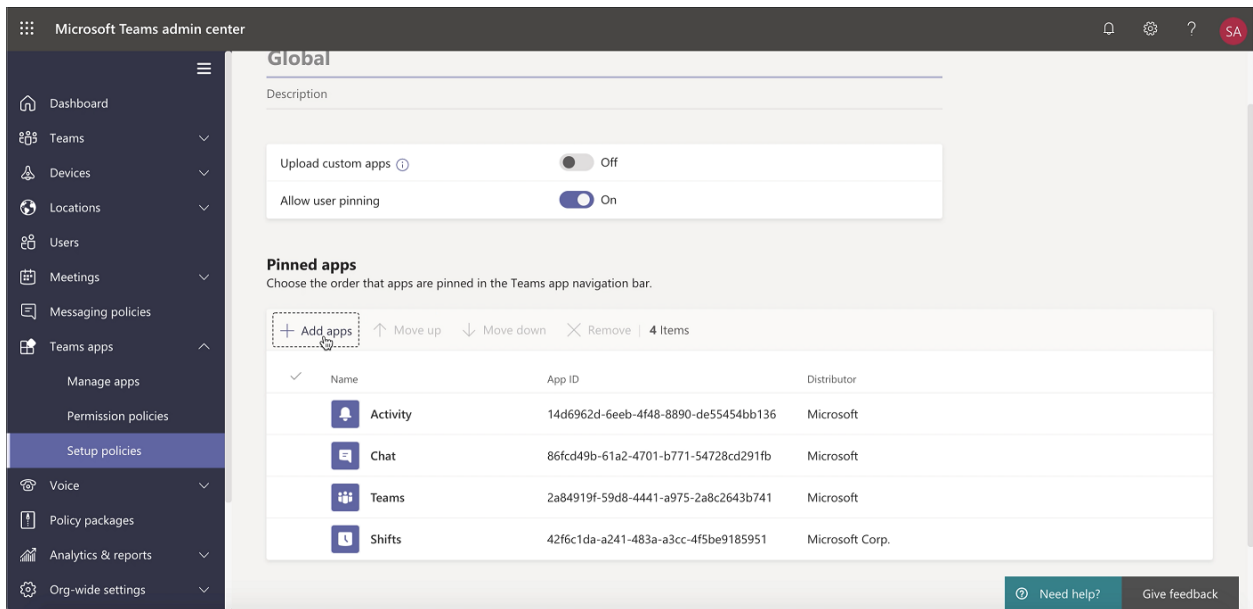 Microsoft Teams admin center
SA
Global
Description
Dashboard
Teams
Devices
Locations
Users
Meetings
Messaging policies
Teams apps
Manage apps
Permission policies
Setup policies
Voice
Policy packages
Analytics & reports
Org-wide settings
Upload custom apps Off
Allow user pinning On
Pinned apps
Choose the order that apps are pinned in the Teams app navigation bar.
+ Add apps Move up Move down Remove | 4 Items
Name App ID Distributor
Activity 14d6962d-6eeb-4f48-8890-de55454bb136 Microsoft
Chat 86fcd49b-61a2-4701-b771-54728cd291fb Microsoft
Teams 2a84919f-59d8-4441-a975-2a8c2643b741 Microsoft
Shifts 42f6c1da-a241-483a-a3cc-4f5be9185951 Microsoft Corp.
Need help? Give feedback